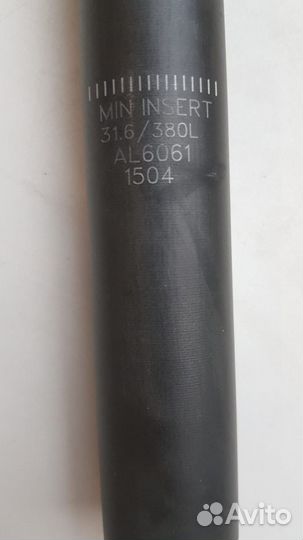 MIN INSERT
31.6/380L
AL6061
1504
Avito